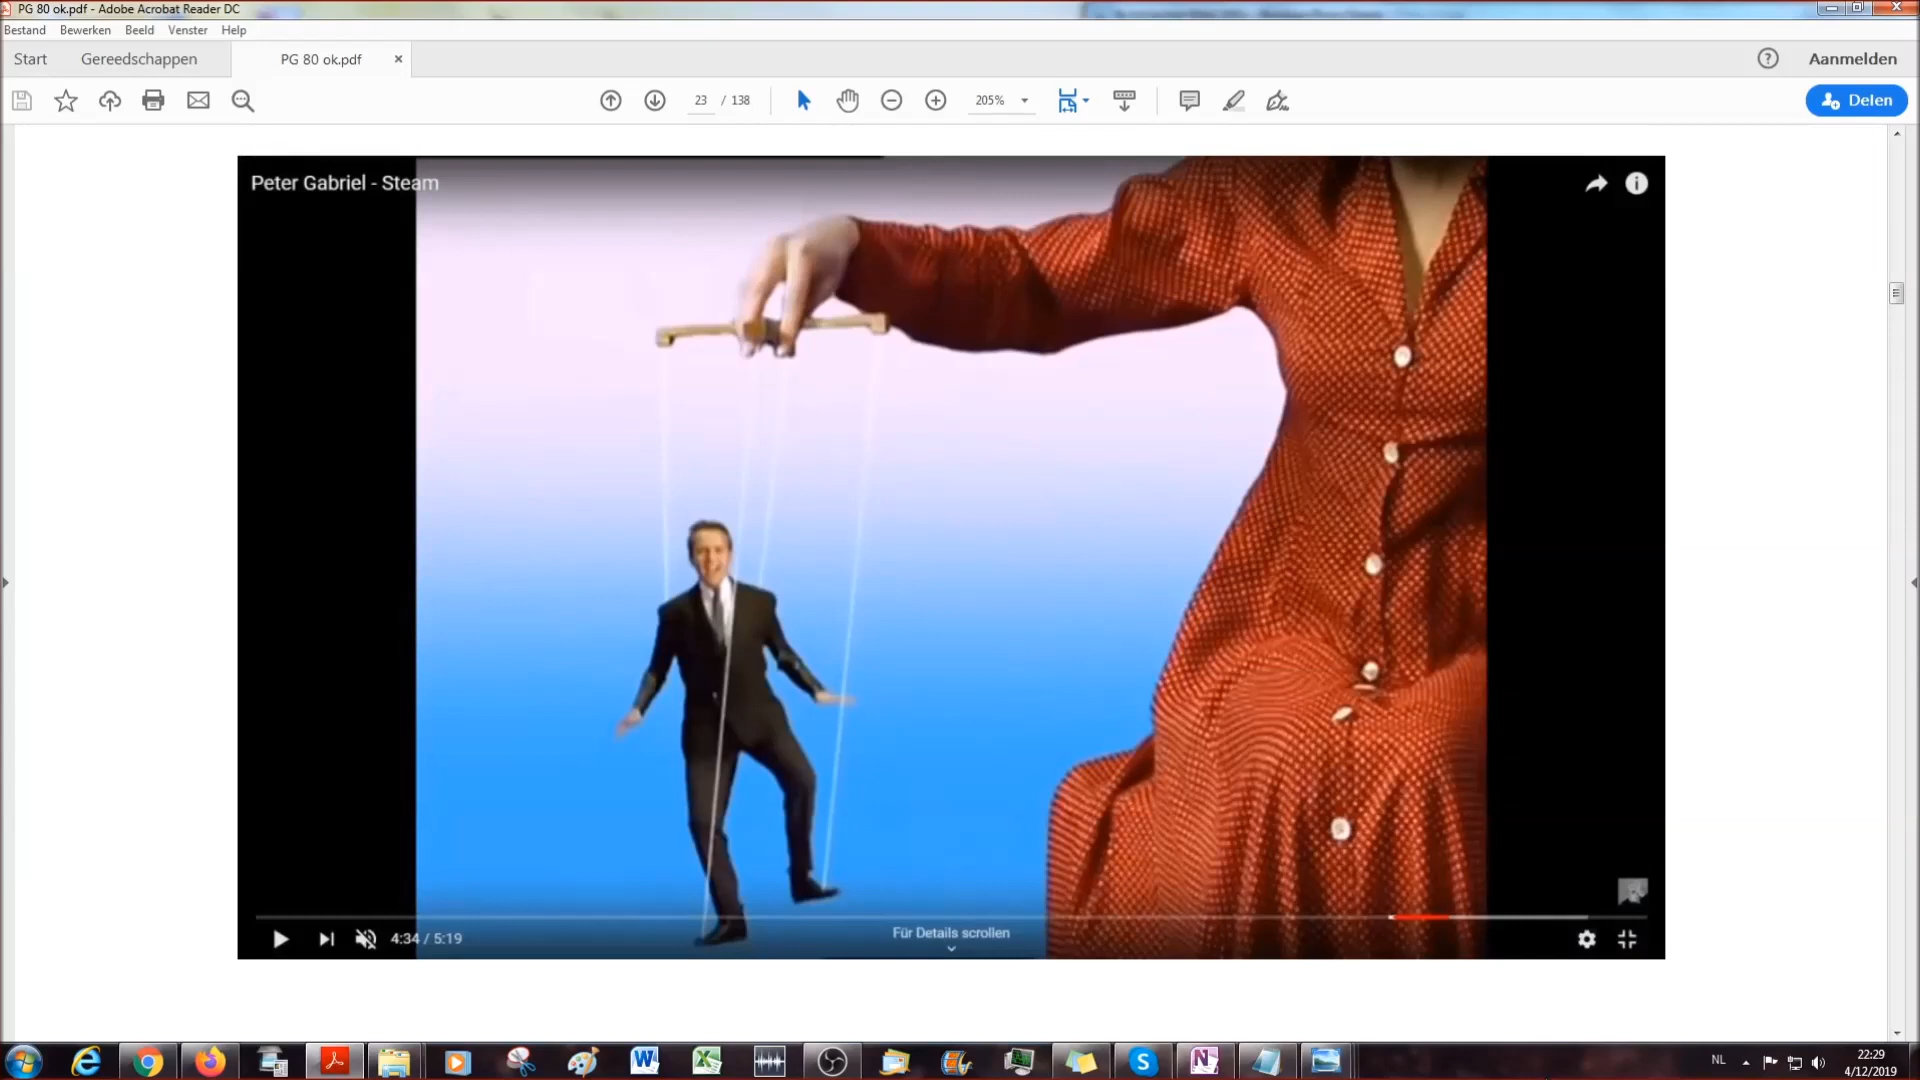 PG 80 ok.pdf - Adobe Acrobat Reader DC
Bestand Bewerken Beeld Venster Help
Start Gereedschappen PG 80 ok.pdf Aanmelden
23 / 138 205% Delen
Peter Gabriel - Steam
4:34 / 5:19
Für Details scrollen
NL
22:29
4/12/2019